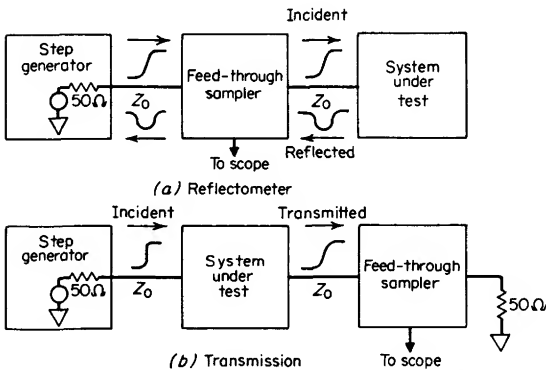 Incident
Step
generator
50Ω
Z0
Feed-through
sampler
Z0
System
under
test
Reflected
To scope
(a) Reflectometer
Incident
Transmitted
Step
generator
50Ω
Z0
System
under
test
Z0
Feed-through
sampler
50Ω
To scope
(b) Transmission